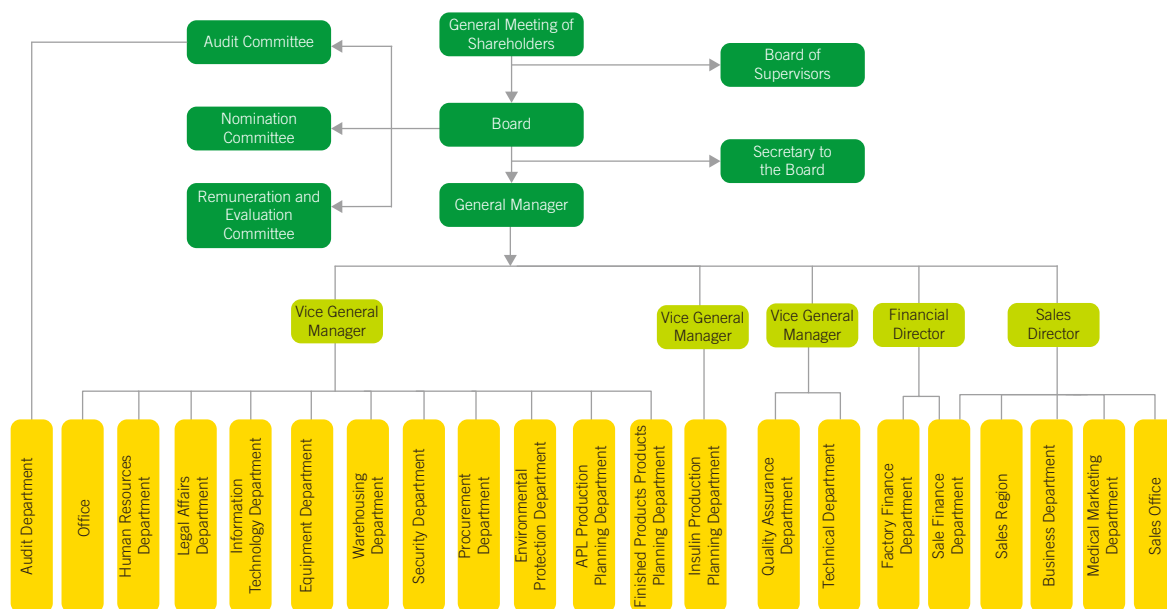 General Meeting of
Shareholders
Audit Committee
Board of
Supervisors
Nomination
Committee
Board
Secretary to
the Board
Remuneration and
Evaluation
Committee
General Manager
Vice General
Manager
Vice General
Manager
Vice General
Manager
Financial
Director
Sales
Director
Audit Department
Office
Human Resources
Department
Legal Affairs
Department
Information
Technology Department
Equipment Department
Warehousing
Department
Security Department
Procurement
Department
Environmental
Protection Department
APL Production
Planning Department
Finished Products Products
Planning Department
Insulin Production
Planning Department
Quality Assurance
Department
Technical Department
Factory Finance
Department
Sale Finance
Department
Sales Region
Business Department
Medical Marketing
Department
Sales Office